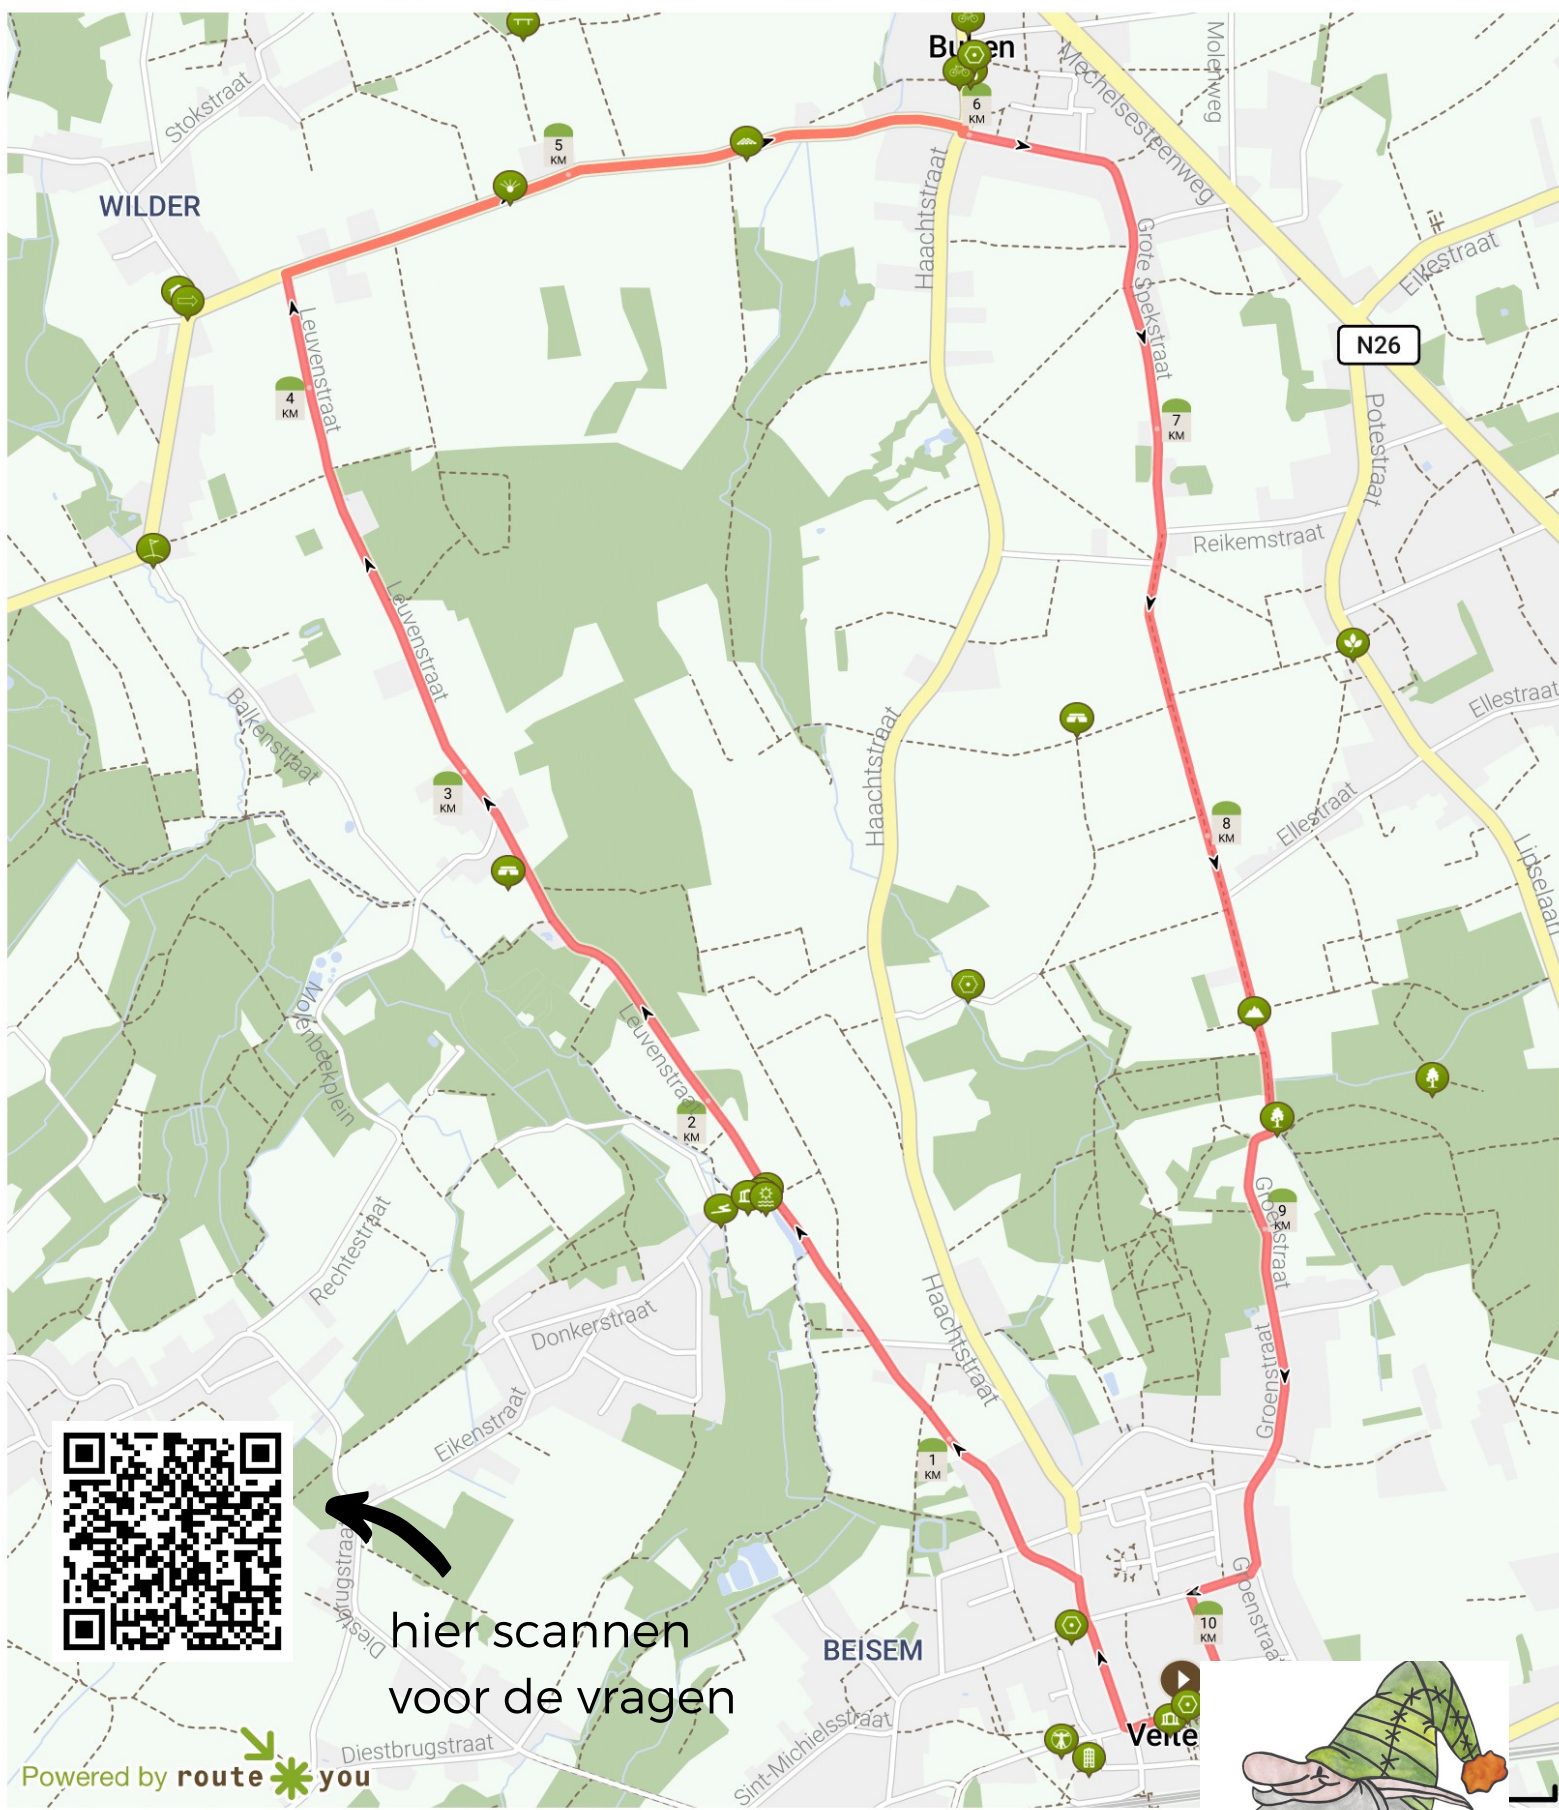 Mechelsesteenweg
Molenweg
Stokstraat
6
KM
5
KM
WILDER
Haachtstraat
Grote Spekstraat
Eikestraat
N26
Leuvenstraat
4
KM
7
KM
Potestraat
Reikemstraat
Leuvenstraat
Balkenstraat
Ellestraat
Haachtstraat
3
KM
8
KM
Ellestraat
Lipselaan
Molenbeekplein
Leuvenstraat
2
KM
Rechtestraat
9
KM
Groenstraat
Donkerstraat
Haachtstraat
Groenstraat
Eikenstraat
1
KM
Diestbrugstraat
hier scannen
voor de vragen
BEISEM
10
KM
Groenstraat
Velte
Sint-Michielsstraat
Diestbrugstraat
Powered by route you